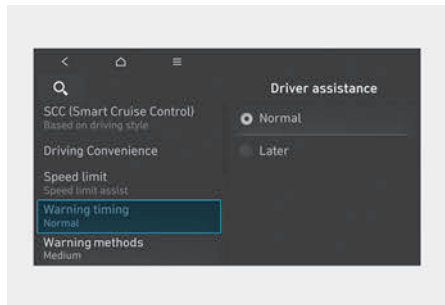 Driver assistance
SCC (Smart Cruise Control)
Based on driving style
Driving Convenience
Speed limit
Speed limit assist
Warning timing
Normal
Warning methods
Medium
Normal
Later